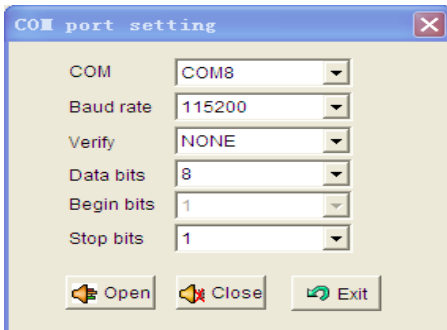 COM port setting
COM COM8
Baud rate 115200
Verify NONE
Data bits 8
Begin bits 1
Stop bits 1
Open Close Exit